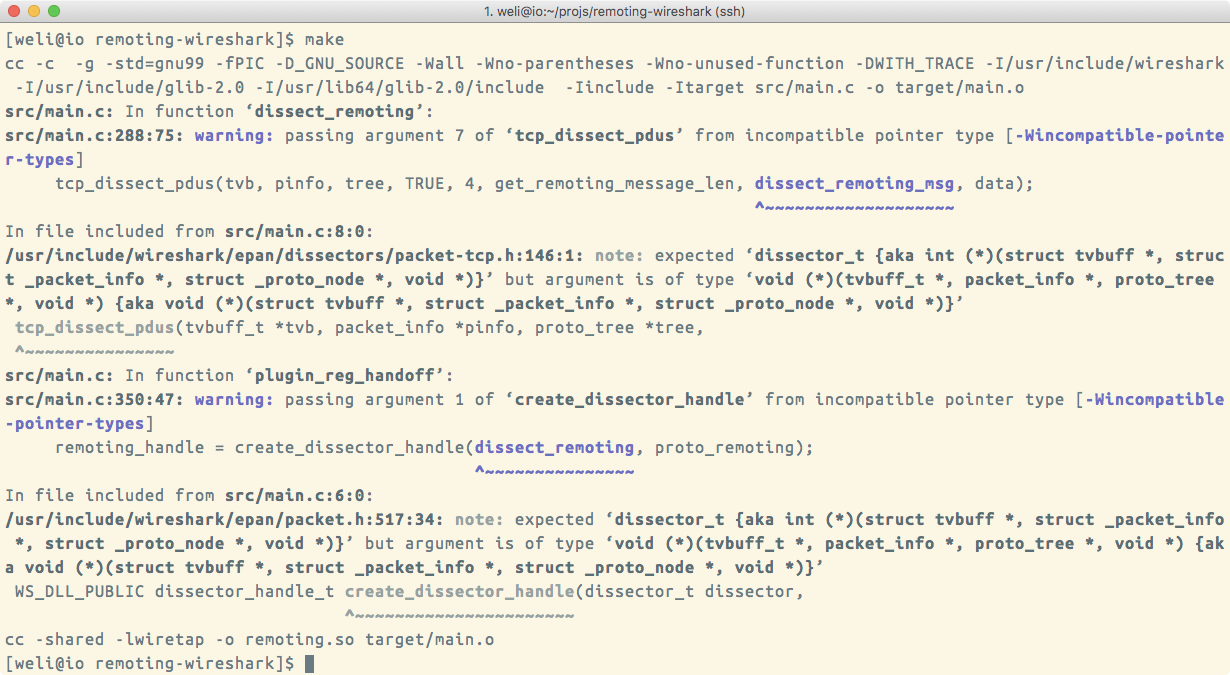 1. weli@io:~/projs/remoting-wireshark (ssh)
[weli@io remoting-wireshark]$ make
cc -c  -g -std=gnu99 -fPIC -D_GNU_SOURCE -Wall -Wno-parentheses -Wno-unused-function -DWITH_TRACE -I/usr/include/wireshark
 -I/usr/include/glib-2.0 -I/usr/lib64/glib-2.0/include  -Iinclude -Itarget src/main.c -o target/main.o
src/main.c: In function ‘dissect_remoting’:
src/main.c:288:75: warning: passing argument 7 of ‘tcp_dissect_pdus’ from incompatible pointer type [-Wincompatible-pointe
r-types]
     tcp_dissect_pdus(tvb, pinfo, tree, TRUE, 4, get_remoting_message_len, dissect_remoting_msg, data);
                                                                           ^~~~~~~~~~~~~~~~~~~~
In file included from src/main.c:8:0:
/usr/include/wireshark/epan/dissectors/packet-tcp.h:146:1: note: expected ‘dissector_t {aka int (*)(struct tvbuff *, struc
t _packet_info *, struct _proto_node *, void *)}’ but argument is of type ‘void (*)(tvbuff_t *, packet_info *, proto_tree 
*, void *) {aka void (*)(struct tvbuff *, struct _packet_info *, struct _proto_node *, void *)}’
 tcp_dissect_pdus(tvbuff_t *tvb, packet_info *pinfo, proto_tree *tree,
 ^~~~~~~~~~~~~~~~
src/main.c: In function ‘plugin_reg_handoff’:
src/main.c:350:47: warning: passing argument 1 of ‘create_dissector_handle’ from incompatible pointer type [-Wincompatible
-pointer-types]
     remoting_handle = create_dissector_handle(dissect_remoting, proto_remoting);
                                               ^~~~~~~~~~~~~~~~
In file included from src/main.c:6:0:
/usr/include/wireshark/epan/packet.h:517:34: note: expected ‘dissector_t {aka int (*)(struct tvbuff *, struct _packet_info
 *, struct _proto_node *, void *)}’ but argument is of type ‘void (*)(tvbuff_t *, packet_info *, proto_tree *, void *) {ak
a void (*)(struct tvbuff *, struct _packet_info *, struct _proto_node *, void *)}’
 WS_DLL_PUBLIC dissector_handle_t create_dissector_handle(dissector_t dissector,
                                  ^~~~~~~~~~~~~~~~~~~~~~~
cc -shared -lwiretap -o remoting.so target/main.o
[weli@io remoting-wireshark]$